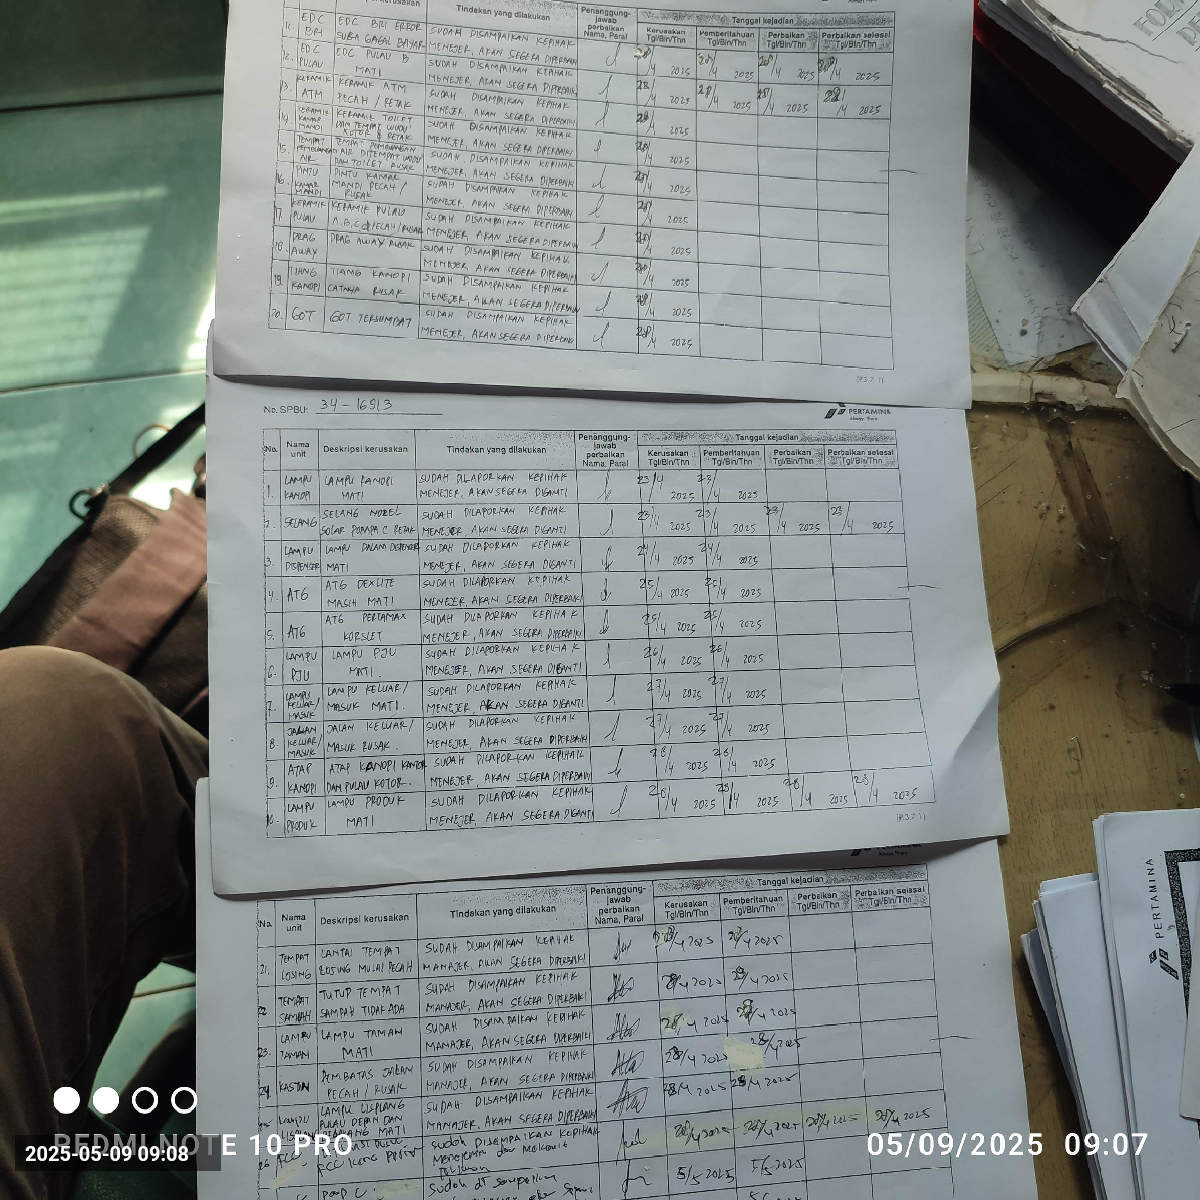 Tindakan yang dilakukan
Penanggung-
jawab
perbaikan
Nama, Paraf
Tanggal kejadian
Kerusakan
Tgl/Bln/Thn
Pemberitahuan
Tgl/Bln/Thn
Perbaikan
Tgl/Bln/Thn
Perbaikan selesai
Tgl/Bln/Thn
11. EDC BRI
EDC BRI ERROR
SUKA GAGAL BAYAR
SUDAH DISAMPAIKAN KEPIHAK
MENEJER, AKAN SEGERA DIPERBAIKI
28/4 2025 28/4 2025 28/4 2025 28/4 2025
12. EDC PULAU
EDC PULAU B
MATI
SUDAH DISAMPAIKAN KEPIHAK
MENEJER, AKAN SEGERA DIPERBAIKI
28/4 2025 28/4 2025 28/4 2025 28/4 2025
13. KERAMIK ATM
KERAMIK ATM
PECAH / RETAK
SUDAH DISAMPAIKAN KEPIHAK
MENEJER, AKAN SEGERA DIPERBAIKI
28/4 2025
14. KERAMIK KAMAR MANDI
KERAMIK TOILET
DAN TEMPAT WUDU
KOTOR & RETAK
SUDAH DISAMPAIKAN KEPIHAK
MENEJER, AKAN SEGERA DIPERBAIKI
28/4 2025
15. TEMPAT PEMBUANGAN AIR
TEMPAT PEMBUANGAN
AIR DITEMPAT WUDU
DAN TOILET RUSAK
SUDAH DISAMPAIKAN KEPIHAK
MENEJER, AKAN SEGERA DIPERBAIKI
28/4 2025
16. PINTU KAMAR MANDI
PINTU KAMAR
MANDI PECAH /
RUSAK
SUDAH DISAMPAIKAN KEPIHAK
MENEJER, AKAN SEGERA DIPERBAIKI
28/4 2025
17. KERAMIK PULAU
KERAMIK PULAU
A.B.C.d PECAH/RUSAK
SUDAH DISAMPAIKAN KEPIHAK
MENEJER, AKAN SEGERA DIPERBAIKI
28/4 2025
18. DRAG AWAY
DRAG AWAY RUSAK
SUDAH DISAMPAIKAN KEPIHAK
MENEJER, AKAN SEGERA DIPERBAIKI
28/4 2025
19. TIANG KANOPI
TIANG KANOPI
CATNYA RUSAK
SUDAH DISAMPAIKAN KEPIHAK
MENEJER, AKAN SEGERA DIPERBAIKI
28/4 2025
20. GOT
GOT TERSUMBAT
SUDAH DISAMPAIKAN KEPIHAK
MENEJER, AKAN SEGERA DIPERBAIKI
28/4 2025
(P.3.7.1)
No. SPBU: 34-16513
PERTAMINA
No.
Nama
unit
Deskripsi kerusakan
Tindakan yang dilakukan
Penanggung-
jawab
perbaikan
Nama, Paraf
Tanggal kejadian
Kerusakan
Tgl/Bln/Thn
Pemberitahuan
Tgl/Bln/Thn
Perbaikan
Tgl/Bln/Thn
Perbaikan selesai
Tgl/Bln/Thn
1. LAMPU KANOPI
LAMPU KANOPI
MATI
SUDAH DILAPORKAN KEPIHAK
MENEJER, AKAN SEGERA DIGANTI
23/4 2025 23/4 2025
2. SELANG
SELANG NOZEL
SOLAR POMPA C RETAK
SUDAH DILAPORKAN KEPIHAK
MENEJER, AKAN SEGERA DIGANTI
23/4 2025 23/4 2025 23/4 2025 23/4 2025
3. LAMPU DISPENSER
LAMPU DALAM DISPENSER
MATI
SUDAH DILAPORKAN KEPIHAK
MENEJER, AKAN SEGERA DIGANTI
24/4 2025 24/4 2025
4. ATG
ATG DEXLITE
MASIH MATI
SUDAH DILAPORKAN KEPIHAK
MENEJER, AKAN SEGERA DIPERBAIKI
25/4 2025 25/4 2025
5. ATG
ATG PERTAMAX
KORSLET
SUDAH DILAPORKAN KEPIHAK
MENEJER, AKAN SEGERA DIPERBAIKI
25/4 2025 25/4 2025
6. LAMPU PJU
LAMPU PJU
MATI.
SUDAH DILAPORKAN KEPIHAK
MENEJER, AKAN SEGERA DIGANTI
26/4 2025 26/4 2025
7. LAMPU KELUAR/ MASUK
LAMPU KELUAR/
MASUK MATI.
SUDAH DILAPORKAN KEPIHAK
MENEJER, AKAN SEGERA DIGANTI
27/4 2025 27/4 2025
8. JALAN KELUAR/ MASUK
JALAN KELUAR/
MASUK RUSAK.
SUDAH DILAPORKAN KEPIHAK
MENEJER, AKAN SEGERA DIPERBAIKI
27/4 2025 27/4 2025
9. ATAP KANOPI
ATAP KANOPI KANTOR
DAN PULAU KOTOR.
SUDAH DILAPORKAN KEPIHAK
MENEJER, AKAN SEGERA DIPERBAIKI
28/4 2025 28/4 2025
10. LAMPU PRODUK
LAMPU PRODUK
MATI
SUDAH DILAPORKAN KEPIHAK
MENEJER, AKAN SEGERA DIGANTI
28/4 2025 28/4 2025 28/4 2025 28/4 2025
(P.3.7.1)
No.
Nama
unit
Deskripsi kerusakan
Tindakan yang dilakukan
Penanggung-
jawab
perbaikan
Nama, Paraf
Tanggal kejadian
Kerusakan
Tgl/Bln/Thn
Pemberitahuan
Tgl/Bln/Thn
Perbaikan
Tgl/Bln/Thn
Perbaikan selesai
Tgl/Bln/Thn
21. TEMPAT LOSING
LANTAI TEMPAT
LOSING MULAI PECAH
SUDAH DISAMPAIKAN KEPIHAK
MANAJER, AKAN SEGERA DIPERBAIKI
28/4 2025 28/4 2025
22 TEMPAT SAMPAH
TUTUP TEMPAT
SAMPAH TIDAK ADA
SUDAH DISAMPAIKAN KEPIHAK
MANAJER, AKAN SEGERA DIPERBAIKI
28/4 2025 28/4 2025
23. LAMPU TAMAN
LAMPU TAMAN
MATI
SUDAH DISAMPAIKAN KEPIHAK
MANAJER, AKAN SEGERA DIPERBAIKI
28/4 2025 28/4 2025
24. KASTIN
PEMBATAS JALAN
PECAH / RUSAK
SUDAH DISAMPAIKAN KEPIHAK
MANAJER, AKAN SEGERA DIPERBAIKI
28/4 2025 28/4 2025
LAMPU LISPLANG
PULAU DEPAN DAN
BELAKANG MATI
SUDAH DISAMPAIKAN KEPIHAK
MANAJER, AKAN SEGERA DIPERBAIKI
28/4 2025 28/4 2025
26 FCC
Sudah DISAMPAIKAN KEPIHAK
28/4 2025 28/4 2025 28/4 2025 28/4 2025
5/5-2025 5/5-2025
PERTAMINA
REDMI NOTE 10 PRO
2025-05-09 09:08
05/09/2025 09:07